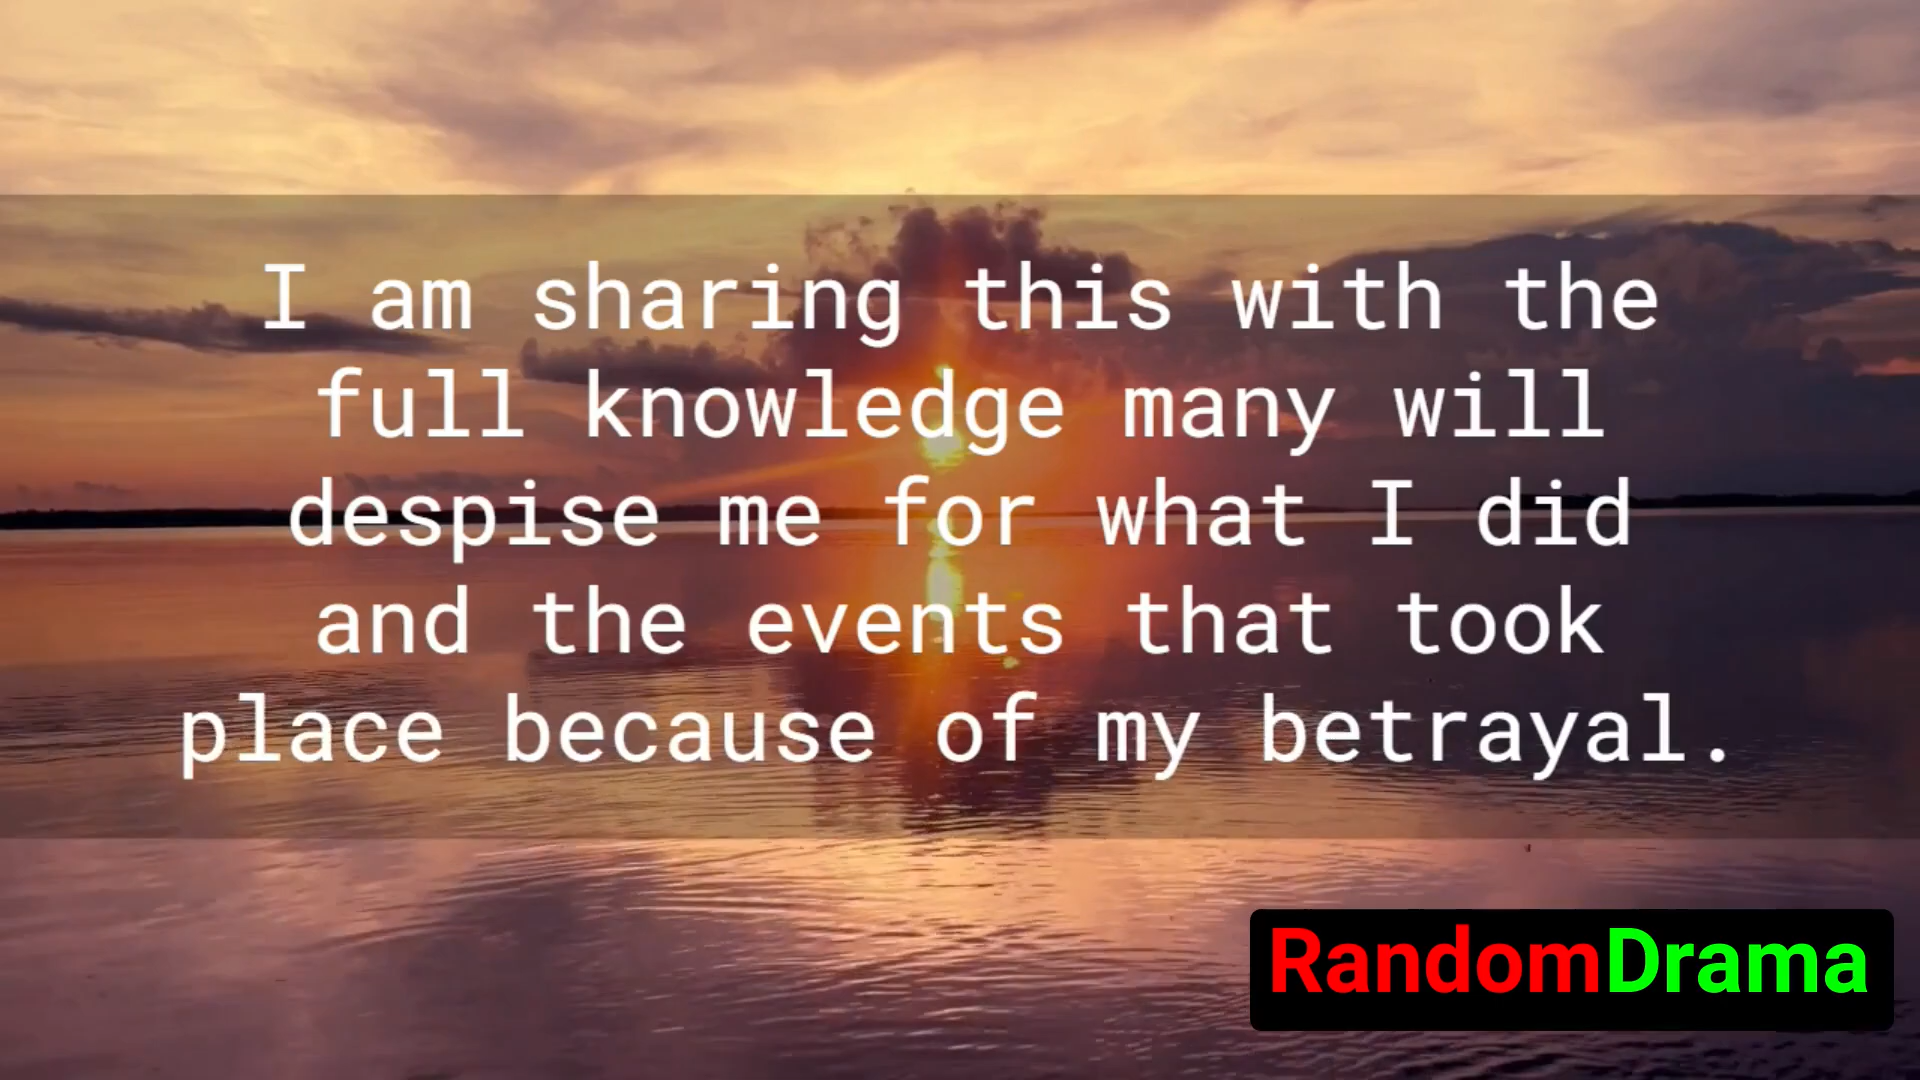 I am sharing this with the
full knowledge many will
despise me for what I did
and the events that took
place because of my betrayal.
RandomDrama